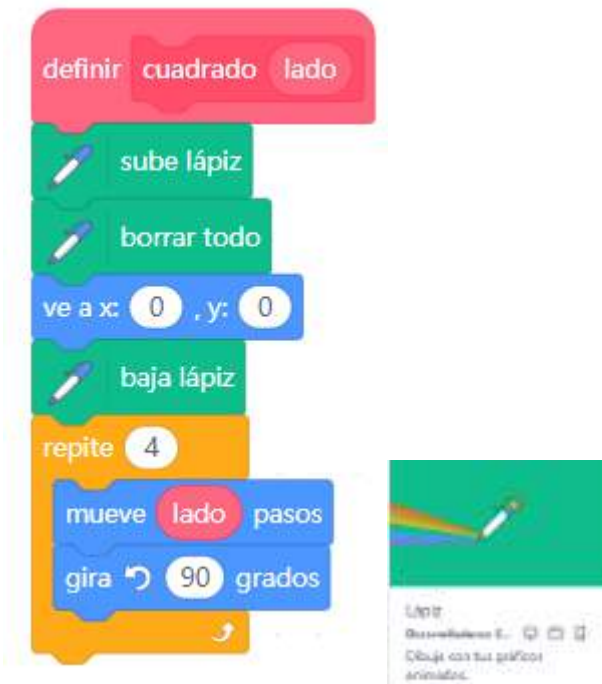 definir cuadrado lado
sube lápiz
borrar todo
ve a x: 0 , y: 0
baja lápiz
repite 4
mueve lado pasos
gira 90 grados
Lápiz
Dibuja con tus gráficos
animados.